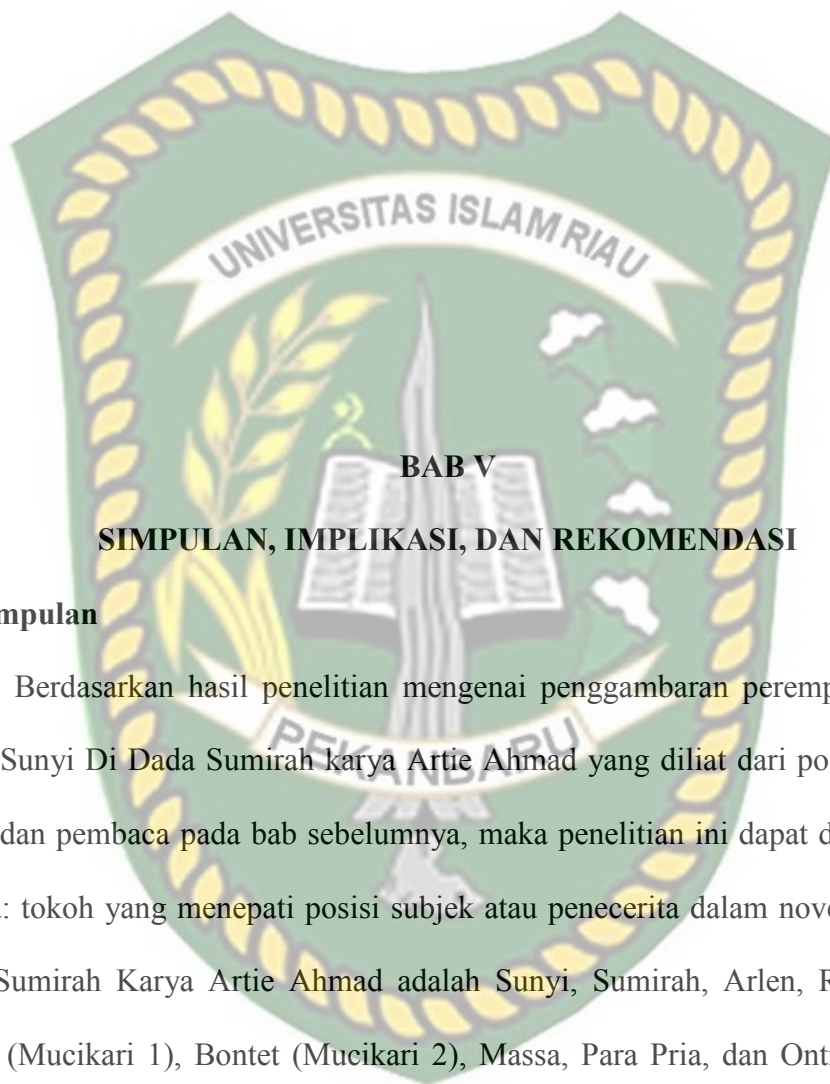 UNIVERSITAS ISLAM RIAU
BAB V
SIMPULAN, IMPLIKASI, DAN REKOMENDASI
mpulan
Berdasarkan hasil penelitian mengenai penggambaran peremp
Sunyi Di Dada Sumirah karya Artie Ahmad yang diliat dari po
dan pembaca pada bab sebelumnya, maka penelitian ini dapat d
: tokoh yang menepati posisi subjek atau penecerita dalam nov
PEKANBARU
Sumirah Karya Artie Ahmad adalah Sunyi, Sumirah, Arlen, R
(Mucikari 1), Bontet (Mucikari 2), Massa, Para Pria, dan Ont